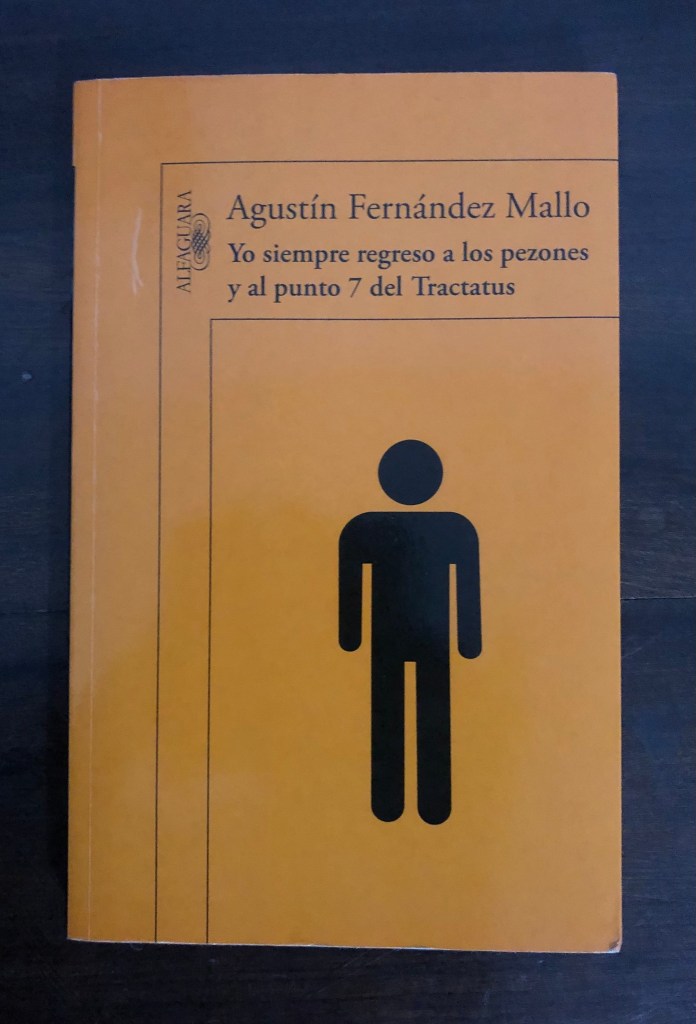 ALFAGUARA
Agustín Fernández Mallo
Yo siempre regreso a los pezones
y al punto 7 del Tractatus